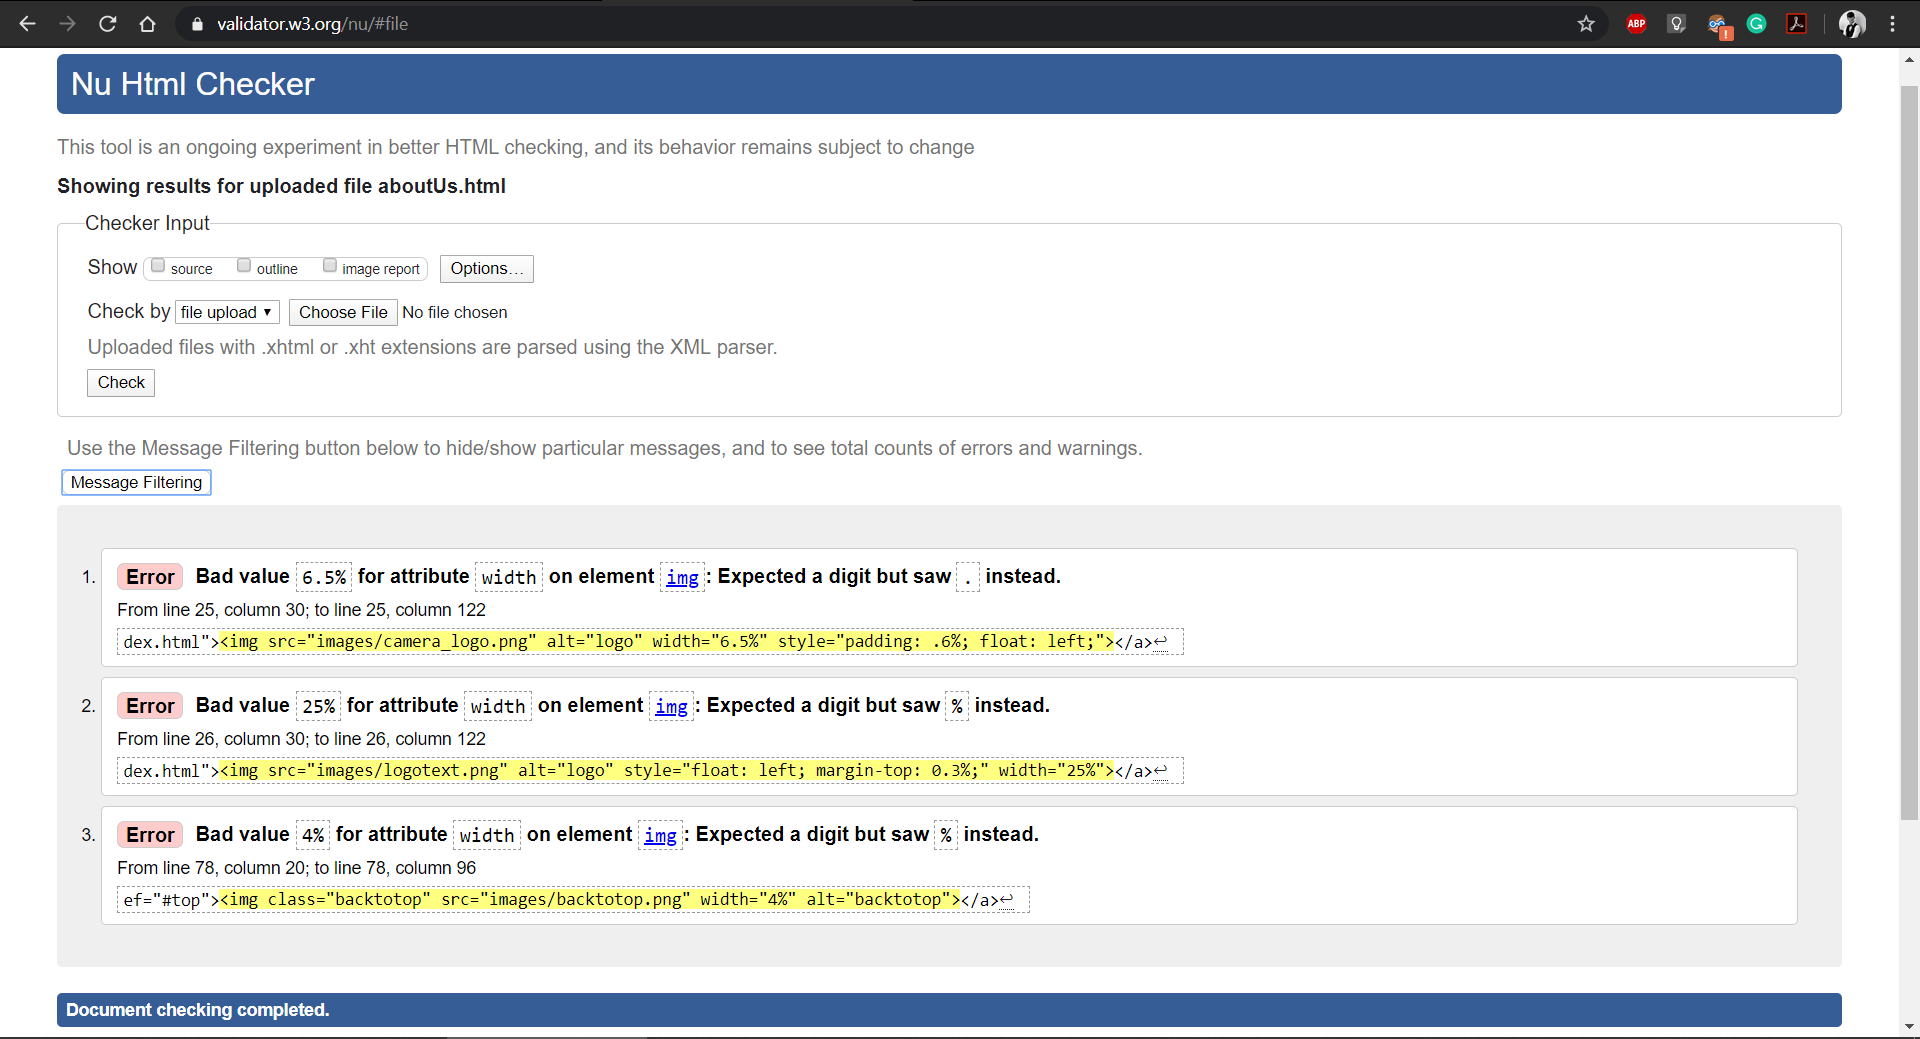 validator.w3.org/nu/#file
ABP
Nu Html Checker
This tool is an ongoing experiment in better HTML checking, and its behavior remains subject to change
Showing results for uploaded file aboutUs.html
Checker Input
Show source outline image report Options…
Check by file upload ▾ Choose File No file chosen
Uploaded files with .xhtml or .xht extensions are parsed using the XML parser.
Check
Use the Message Filtering button below to hide/show particular messages, and to see total counts of errors and warnings.
Message Filtering
1. Error Bad value 6.5% for attribute width on element img: Expected a digit but saw . instead.
From line 25, column 30; to line 25, column 122
dex.html"><img src="images/camera_logo.png" alt="logo" width="6.5%" style="padding: .6%; float: left;"></a>↩
2. Error Bad value 25% for attribute width on element img: Expected a digit but saw % instead.
From line 26, column 30; to line 26, column 122
dex.html"><img src="images/logotext.png" alt="logo" style="float: left; margin-top: 0.3%;" width="25%"></a>↩
3. Error Bad value 4% for attribute width on element img: Expected a digit but saw % instead.
From line 78, column 20; to line 78, column 96
ef="#top"><img class="backtotop" src="images/backtotop.png" width="4%" alt="backtotop"></a>↩
Document checking completed.